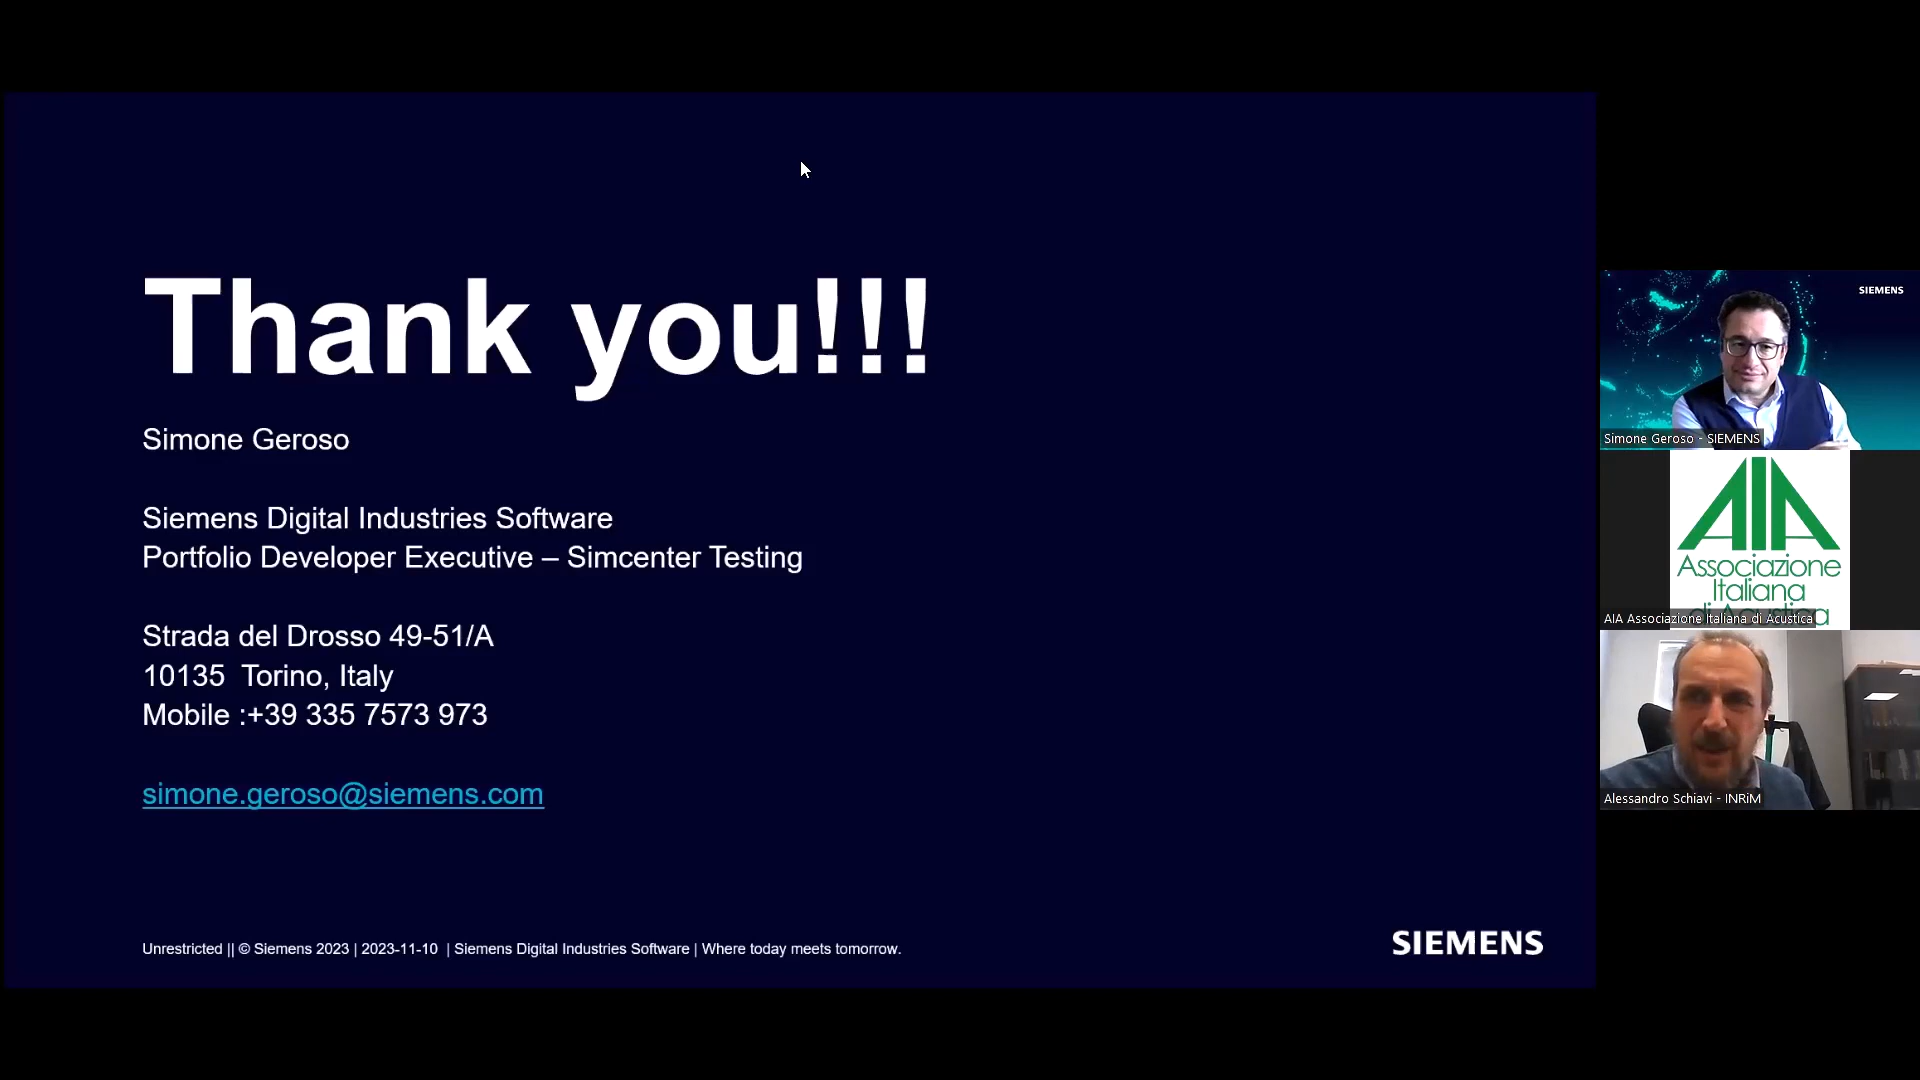 Thank you!!!
Simone Geroso
Siemens Digital Industries Software
Portfolio Developer Executive – Simcenter Testing
Strada del Drosso 49-51/A
10135  Torino, Italy
Mobile :+39 335 7573 973
simone.geroso@siemens.com
Unrestricted || © Siemens 2023 | 2023-11-10  | Siemens Digital Industries Software | Where today meets tomorrow.
SIEMENS
SIEMENS
Simone Geroso - SIEMENS
AIA
Associazione
Italiana
di Acustica
AIA Associazione Italiana di Acustica
Alessandro Schiavi - INRiM